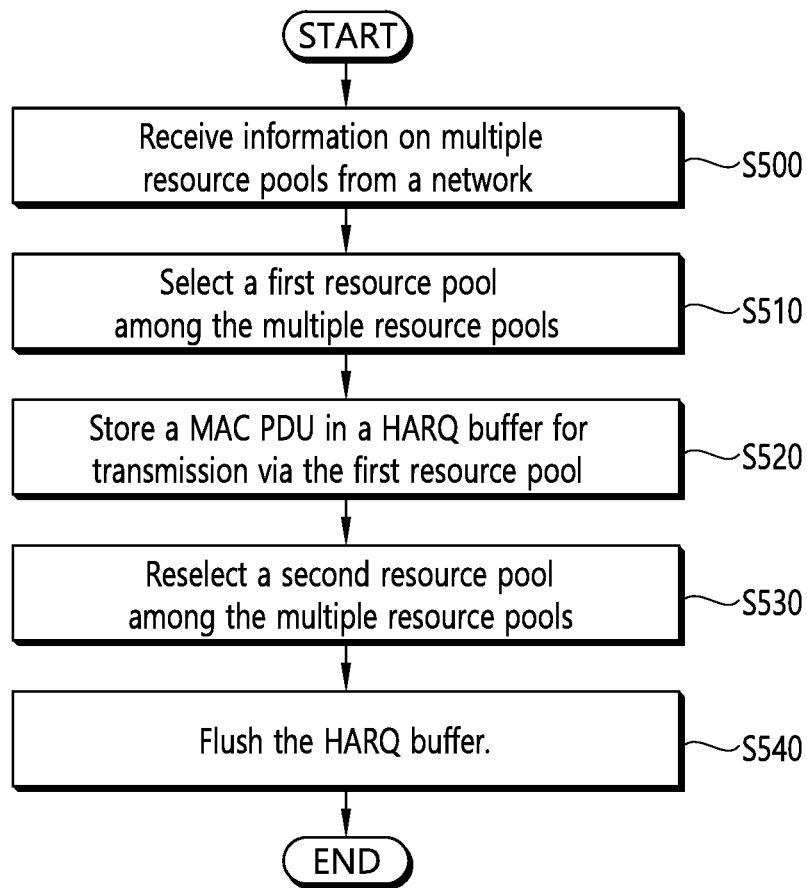 START
Receive information on multiple
resource pools from a network
S500
Select a first resource pool
among the multiple resource pools
S510
Store a MAC PDU in a HARQ buffer for
transmission via the first resource pool
S520
Reselect a second resource pool
among the multiple resource pools
S530
Flush the HARQ buffer.
S540
END